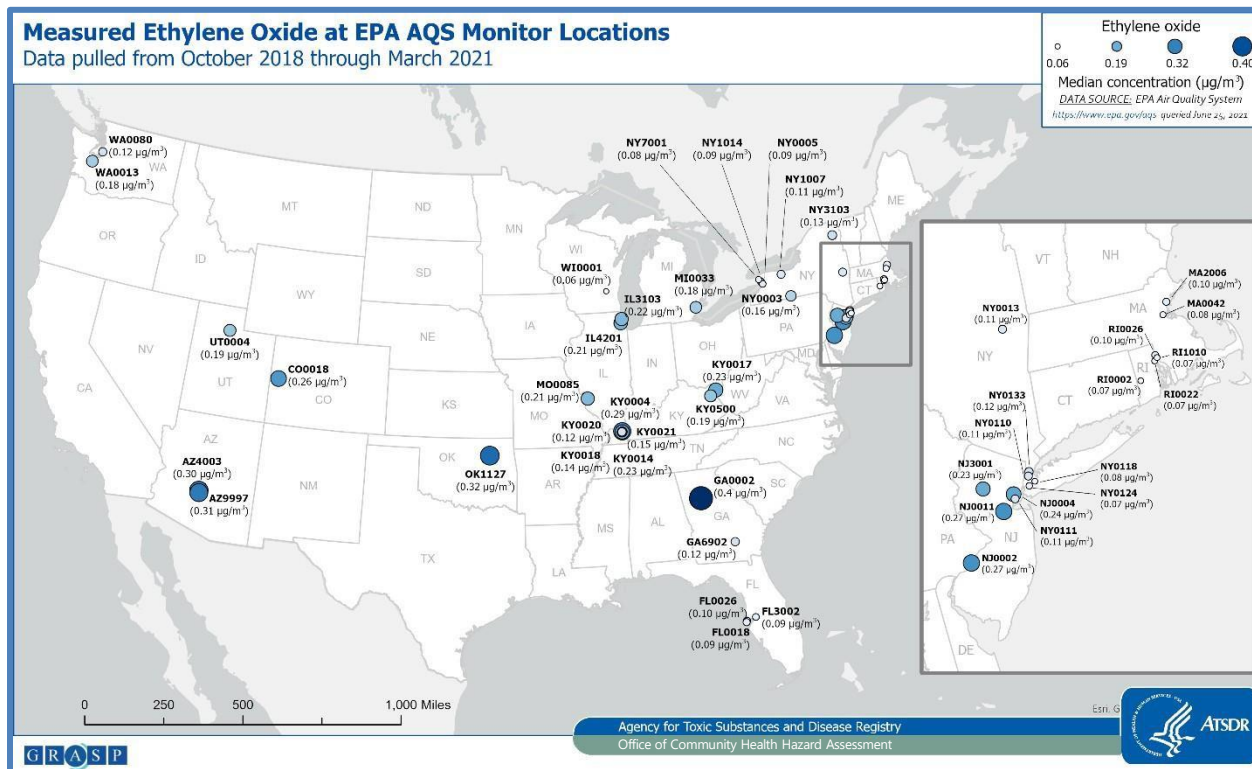 Measured Ethylene Oxide at EPA AQS Monitor Locations
Data pulled from October 2018 through March 2021
Ethylene oxide
0.06 0.19 0.32 0.40
Median concentration (µg/m³)
DATA SOURCE: EPA Air Quality System
https://www.epa.gov/aqs queried June 25, 2021
WA0080
(0.12 µg/m³)
WA
WA0013
(0.18 µg/m³)
OR
ID
MT
ND
MN
SD
WY
NE
IA
NV
UT
CA
CO
KS
MO
AZ
NM
OK
AR
TX
LA
MS
AL
GA
SC
NC
TN
KY
VA
WV
OH
IN
IL
WI
MI
PA
MD
NY
MA
CT
ME
FL
NY7001
(0.08 µg/m³)
NY1014
(0.09 µg/m³)
NY0005
(0.09 µg/m³)
NY1007
(0.11 µg/m³)
NY3103
(0.13 µg/m³)
WI0001
(0.06 µg/m³)
MI0033
(0.18 µg/m³)
NY0003
(0.16 µg/m³)
IL3103
(0.22 µg/m³)
IL4201
(0.21 µg/m³)
UT0004
(0.19 µg/m³)
CO0018
(0.26 µg/m³)
MO0085
(0.21 µg/m³)
KY0017
(0.23 µg/m³)
KY0500
(0.19 µg/m³)
KY0004
(0.29 µg/m³)
KY0020
(0.12 µg/m³)
KY0021
(0.15 µg/m³)
KY0018
(0.14 µg/m³)
KY0014
(0.23 µg/m³)
AZ4003
(0.30 µg/m³)
AZ9997
(0.31 µg/m³)
OK1127
(0.32 µg/m³)
GA0002
(0.4 µg/m³)
GA6902
(0.12 µg/m³)
FL0026
(0.10 µg/m³)
FL3002
(0.09 µg/m³)
FL0018
(0.09 µg/m³)
VT
NH
MA2006
(0.10 µg/m³)
MA
MA0042
(0.08 µg/m³)
NY0013
(0.11 µg/m³)
NY
RI0026
(0.10 µg/m³)
RI1010
(0.07 µg/m³)
RI
CT
RI0002
(0.07 µg/m³)
RI0022
(0.07 µg/m³)
NY0133
(0.12 µg/m³)
NY0110
(0.11 µg/m³)
NJ3001
(0.23 µg/m³)
NY0118
(0.08 µg/m³)
NY0124
(0.07 µg/m³)
NJ0004
(0.24 µg/m³)
NJ0011
(0.27 µg/m³)
NY0111
(0.11 µg/m³)
PA
NJ
NJ0002
(0.27 µg/m³)
DE
0 250 500 1,000 Miles
Esri, G
Agency for Toxic Substances and Disease Registry
Office of Community Health Hazard Assessment
ATSDR
GRASP